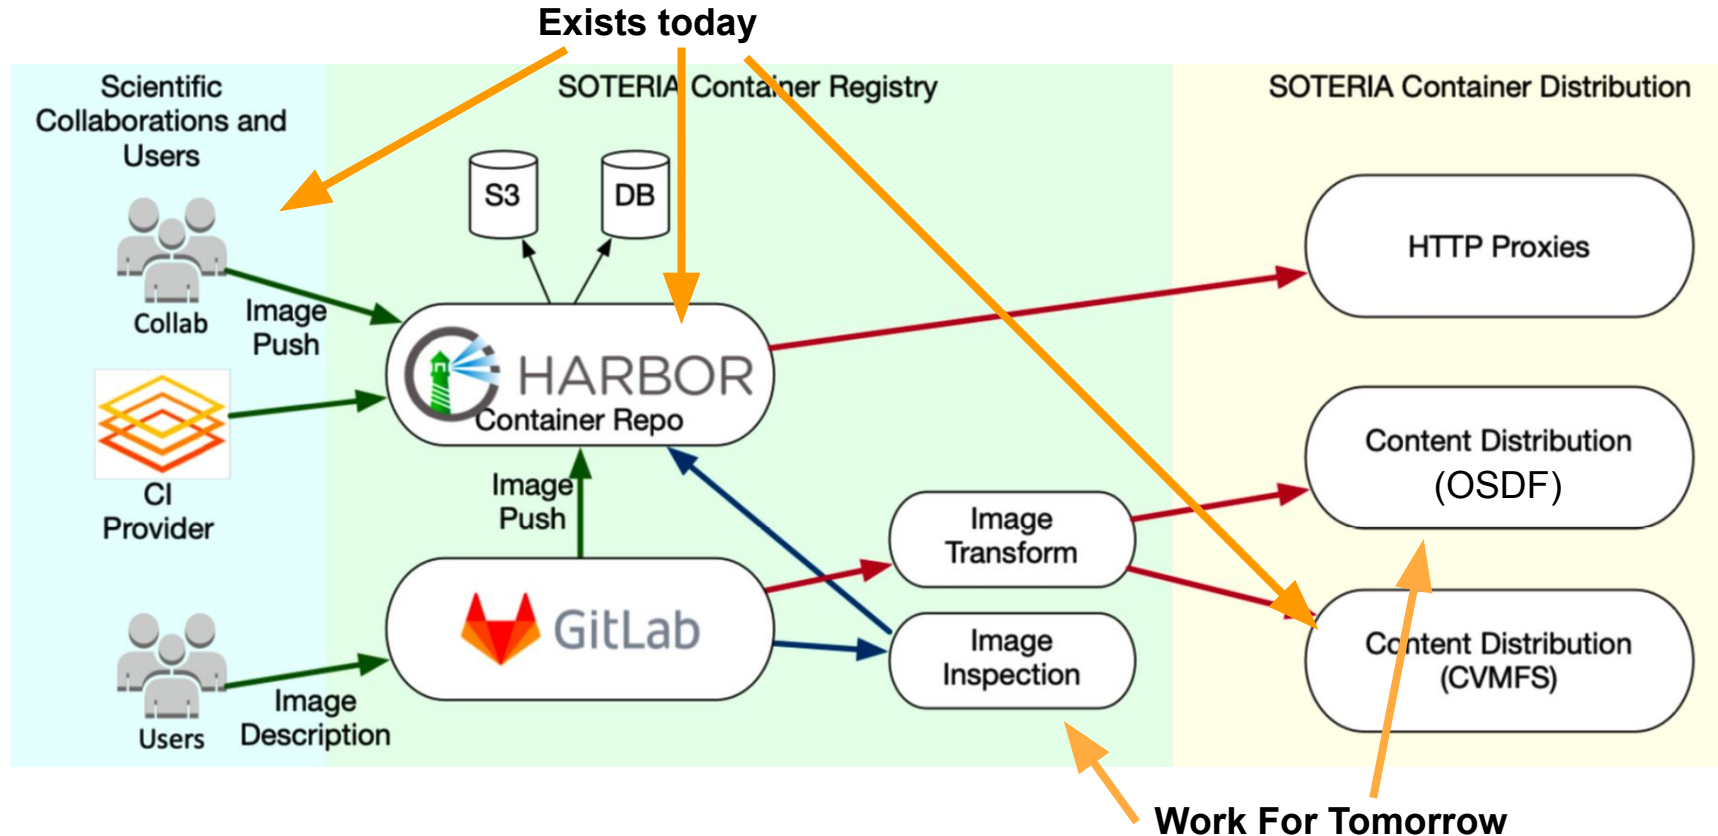 Exists today
Scientific
Collaborations and
Users
SOTERIA Container Registry
SOTERIA Container Distribution
S3
DB
HTTP Proxies
Collab
Image
Push
HARBOR
Container Repo
CI
Provider
Image
Push
Content Distribution
(OSDF)
Image
Transform
GitLab
Image
Inspection
Content Distribution
(CVMFS)
Users
Image
Description
Work For Tomorrow